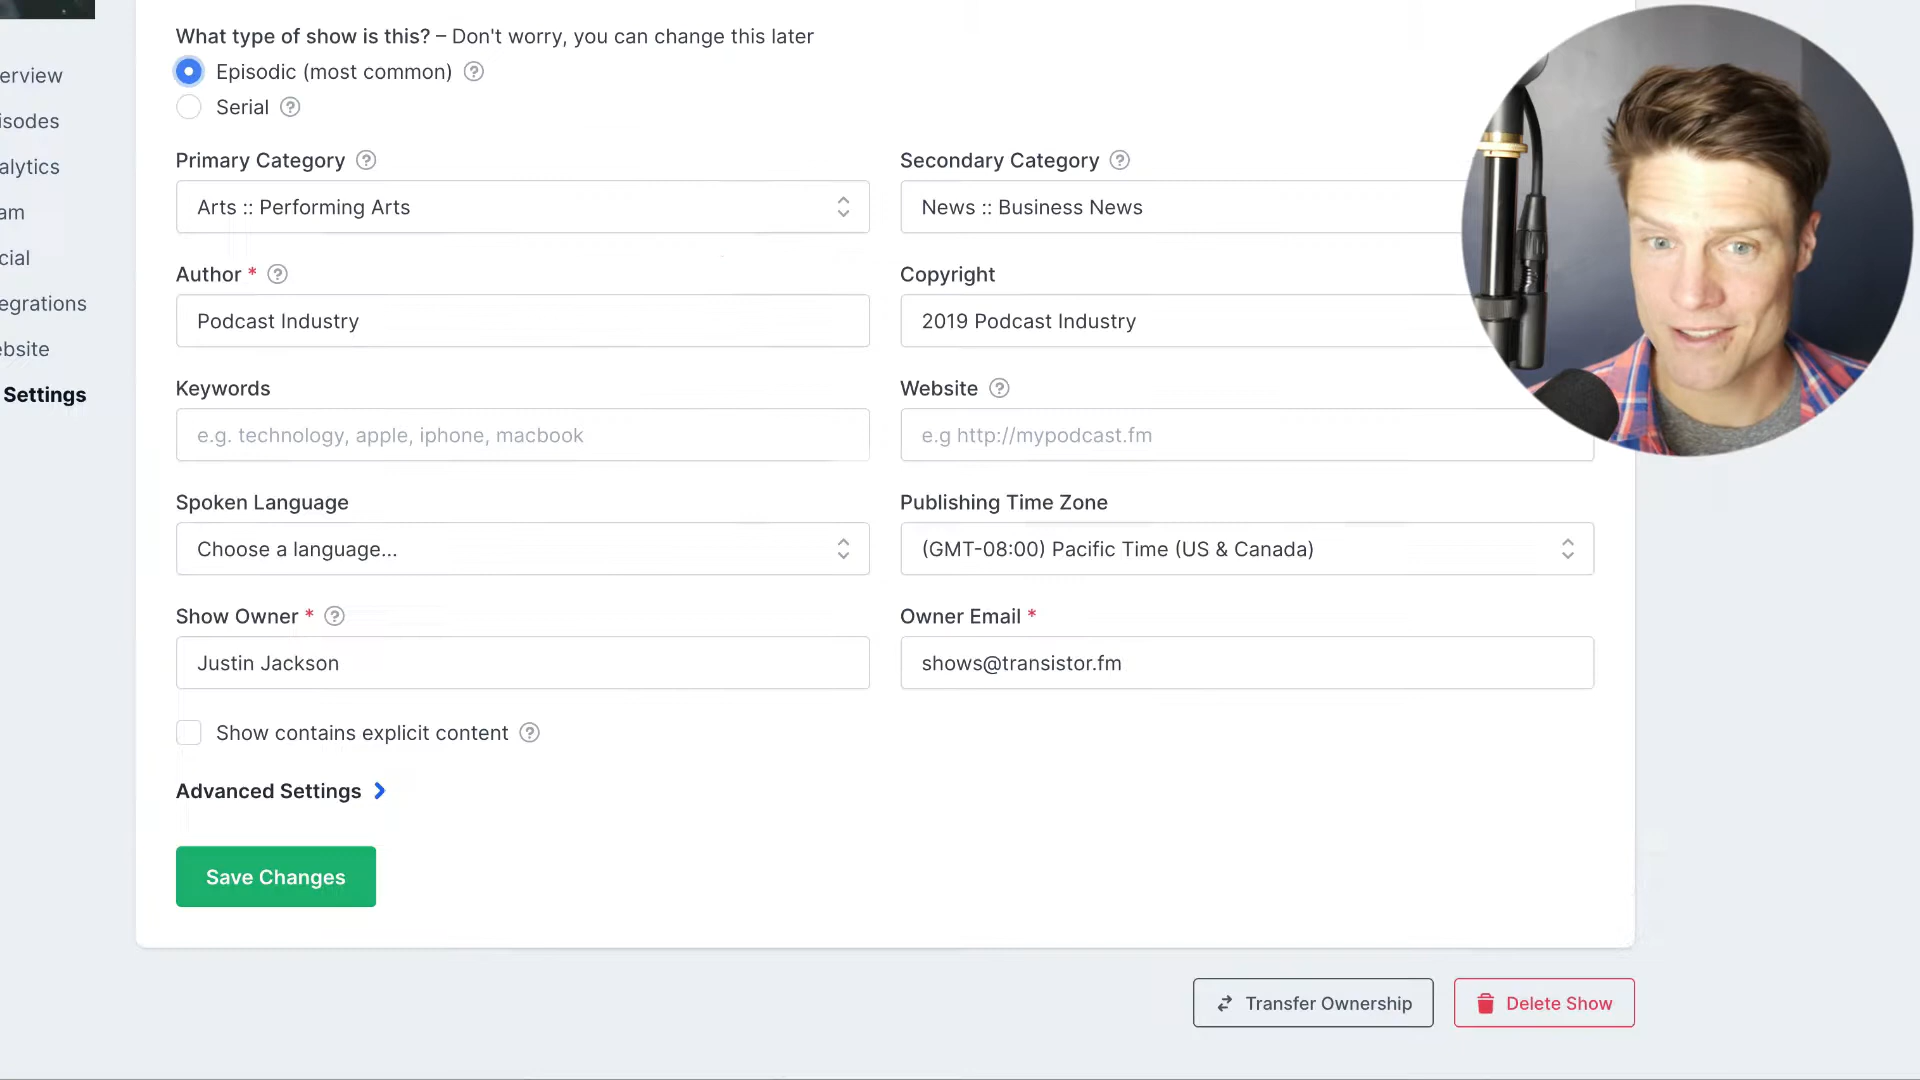 What type of show is this? – Don't worry, you can change this later
Episodic (most common) ?
Serial ?
Primary Category ?
Secondary Category ?
Arts :: Performing Arts
News :: Business News
Author * ?
Copyright
Podcast Industry
2019 Podcast Industry
Keywords
Website ?
e.g. technology, apple, iphone, macbook
e.g http://mypodcast.fm
Spoken Language
Publishing Time Zone
Choose a language...
(GMT-08:00) Pacific Time (US & Canada)
Show Owner * ?
Owner Email *
Justin Jackson
shows@transistor.fm
Show contains explicit content ?
Advanced Settings
Save Changes
Transfer Ownership
Delete Show
erview
isodes
alytics
am
cial
egrations
ebsite
Settings